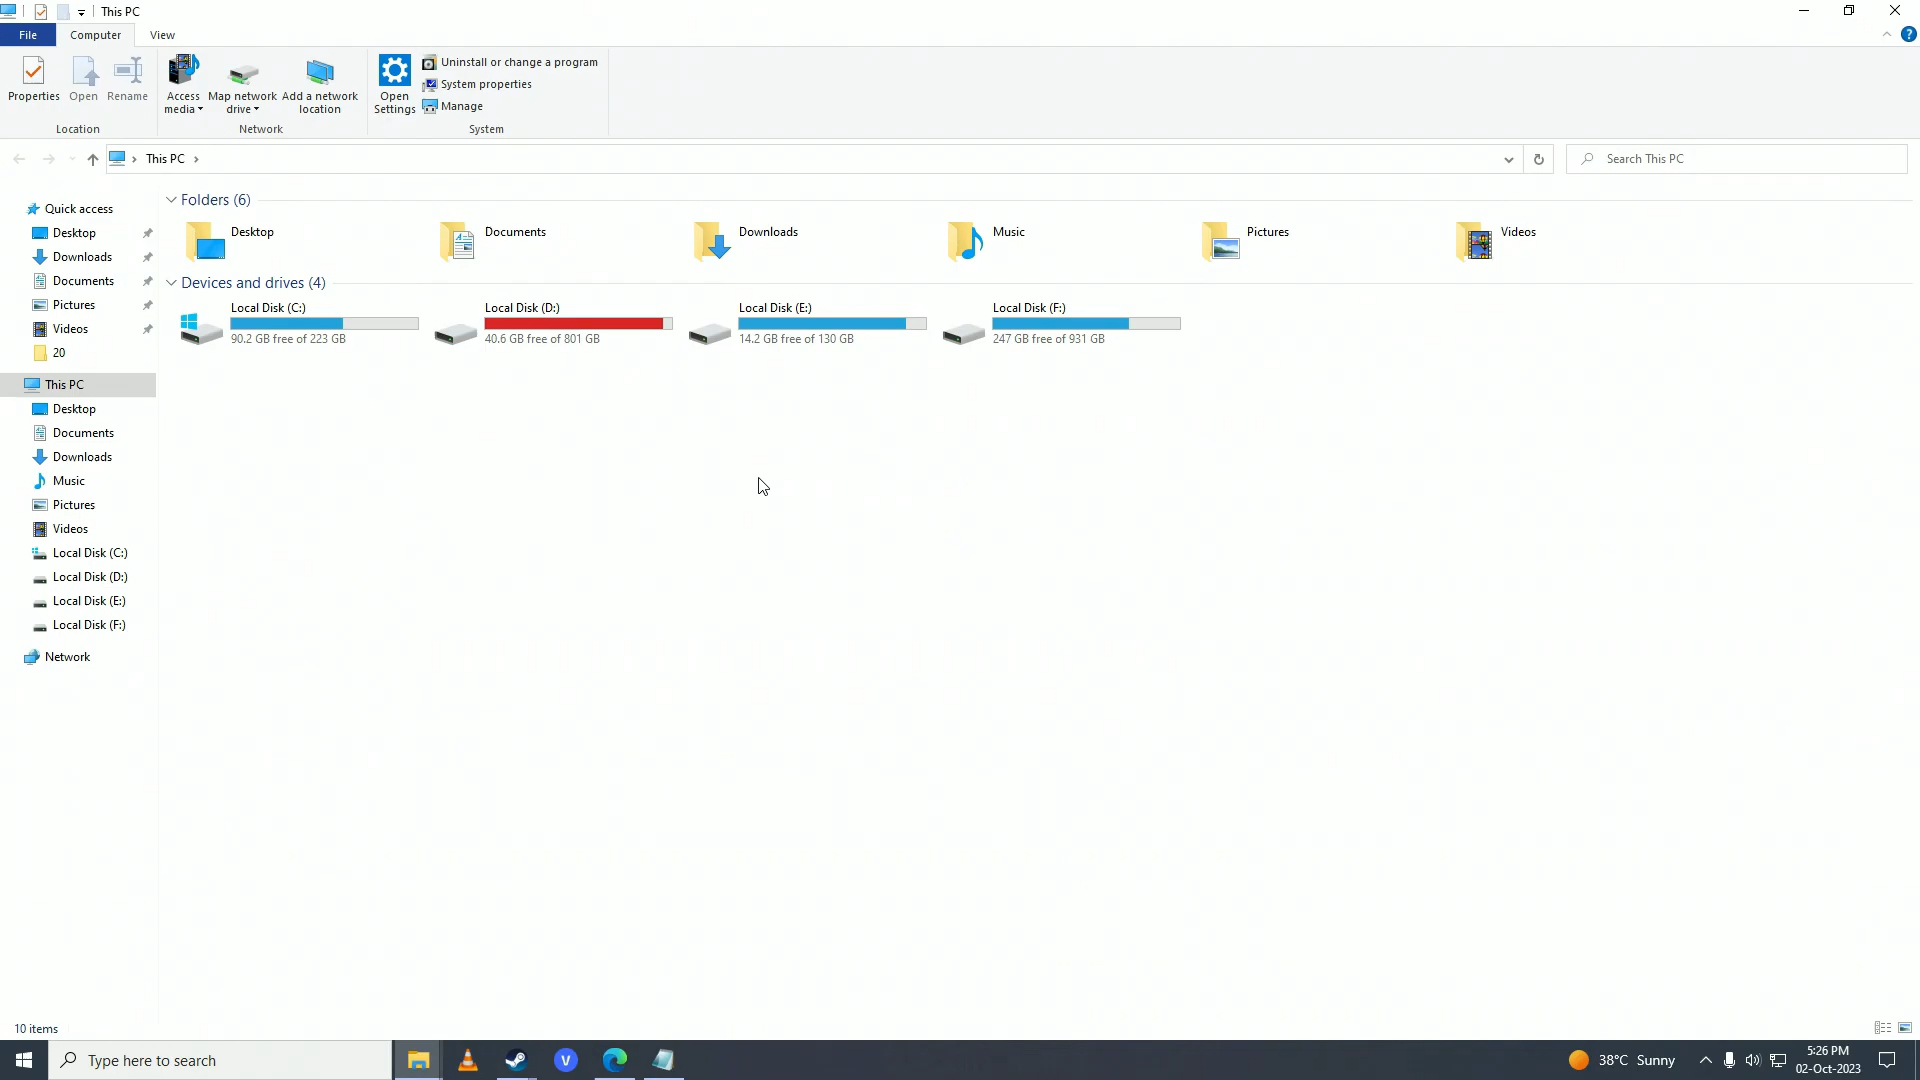 This PC
File
Computer
View
Properties
Open
Rename
Access
media
Map network
drive
Add a network
location
Open
Settings
Uninstall or change a program
System properties
Manage
Location
Network
System
This PC
Search This PC
Quick access
Desktop
Downloads
Documents
Pictures
Videos
20
This PC
Desktop
Documents
Downloads
Music
Pictures
Videos
Local Disk (C:)
Local Disk (D:)
Local Disk (E:)
Local Disk (F:)
Network
Folders (6)
Desktop
Documents
Downloads
Music
Pictures
Videos
Devices and drives (4)
Local Disk (C:)
90.2 GB free of 223 GB
Local Disk (D:)
40.6 GB free of 801 GB
Local Disk (E:)
14.2 GB free of 130 GB
Local Disk (F:)
247 GB free of 931 GB
10 items
Type here to search
V
38°C Sunny
5:26 PM
02-Oct-2023